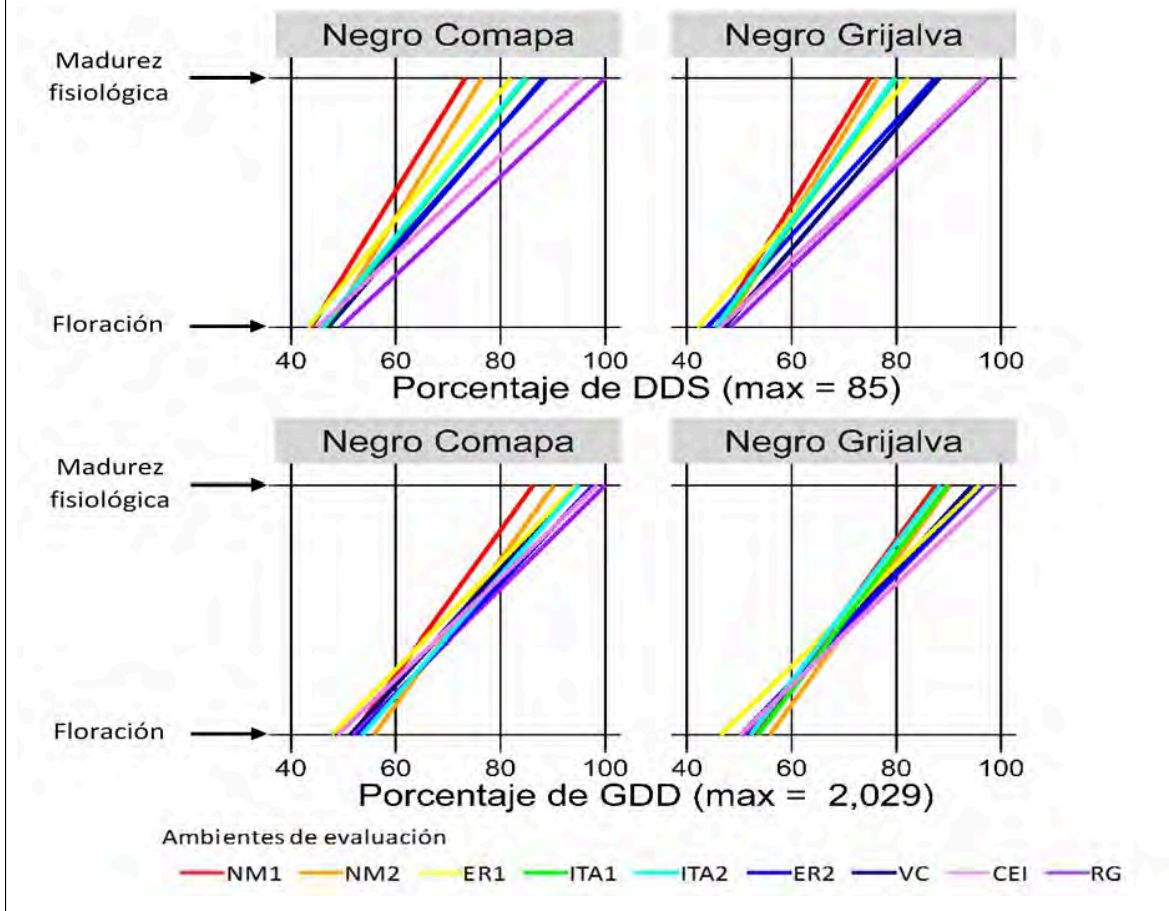 Negro Comapa Negro Grijalva
Madurez
fisiológica
Floración
40 60 80 100 40 60 80 100
Porcentaje de DDS (max = 85)
Negro Comapa Negro Grijalva
Madurez
fisiológica
Floración
40 60 80 100 40 60 80 100
Porcentaje de GDD (max = 2,029)
Ambientes de evaluación
NM1 NM2 ER1 ITA1 ITA2 ER2 VC CEI RG